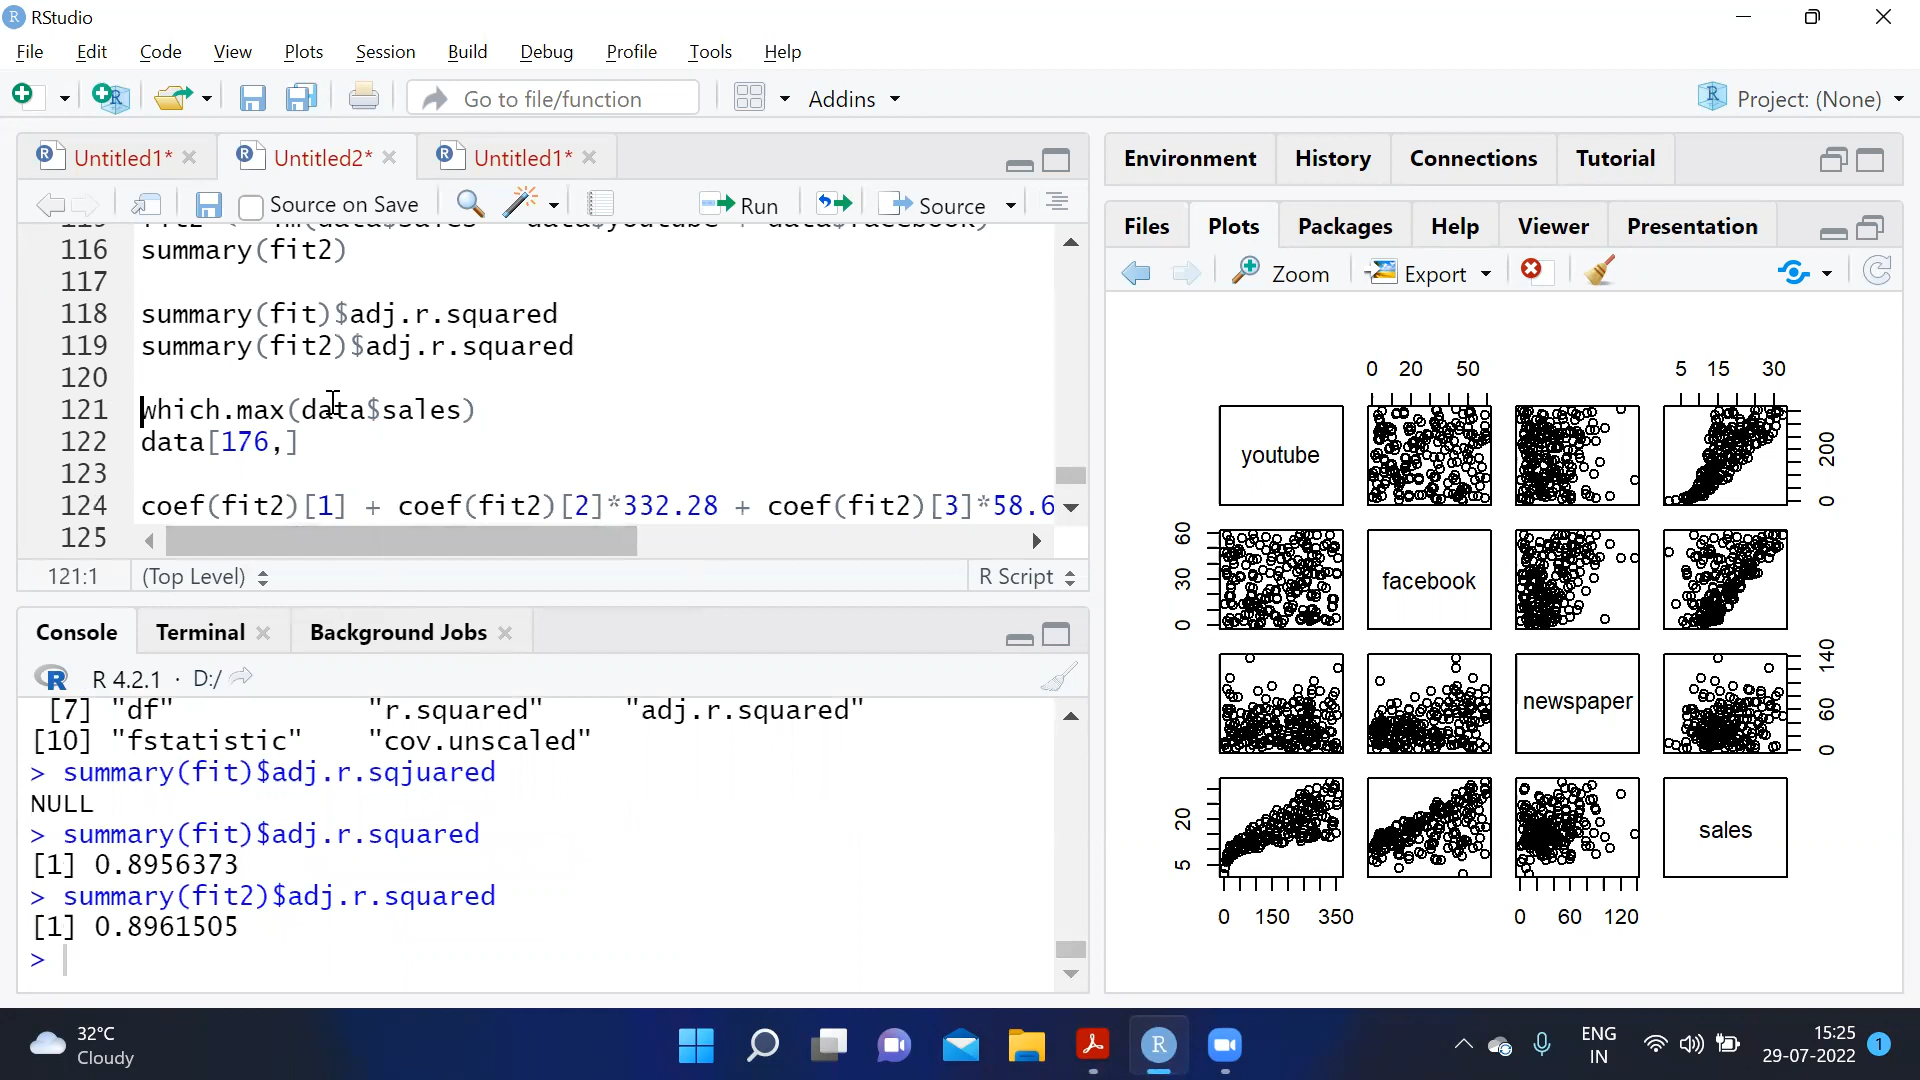 RStudio
File Edit Code View Plots Session Build Debug Profile Tools Help
Go to file/function Addins Project: (None)
Untitled1* Untitled2* Untitled1*
Source on Save Run Source
116 summary(fit2)
117
118 summary(fit)$adj.r.squared
119 summary(fit2)$adj.r.squared
120
121 which.max(data$sales)
122 data[176,]
123
124 coef(fit2)[1] + coef(fit2)[2]*332.28 + coef(fit2)[3]*58.6
125
121:1 (Top Level) R Script
Console Terminal Background Jobs
R 4.2.1 · D:/
[7] "df" "r.squared" "adj.r.squared"
[10] "fstatistic" "cov.unscaled"
> summary(fit)$adj.r.sqjuared
NULL
> summary(fit)$adj.r.squared
[1] 0.8956373
> summary(fit2)$adj.r.squared
[1] 0.8961505
>
Environment History Connections Tutorial
Files Plots Packages Help Viewer Presentation
Zoom Export
0 20 50 5 15 30
youtube
0 200
facebook
0 30 60
newspaper
0 60 140
sales
5 20
0 150 350 0 60 120
32°C
Cloudy
ENG
IN
15:25
29-07-2022
1